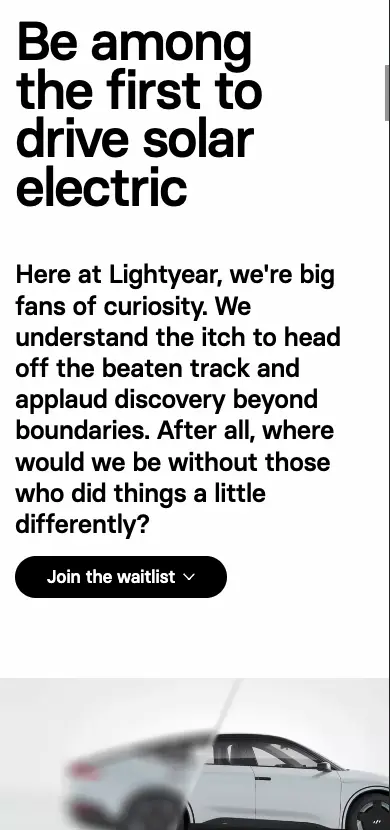 Be among
the first to
drive solar
electric
Here at Lightyear, we're big
fans of curiosity. We
understand the itch to head
off the beaten track and
applaud discovery beyond
boundaries. After all, where
would we be without those
who did things a little
differently?
Join the waitlist